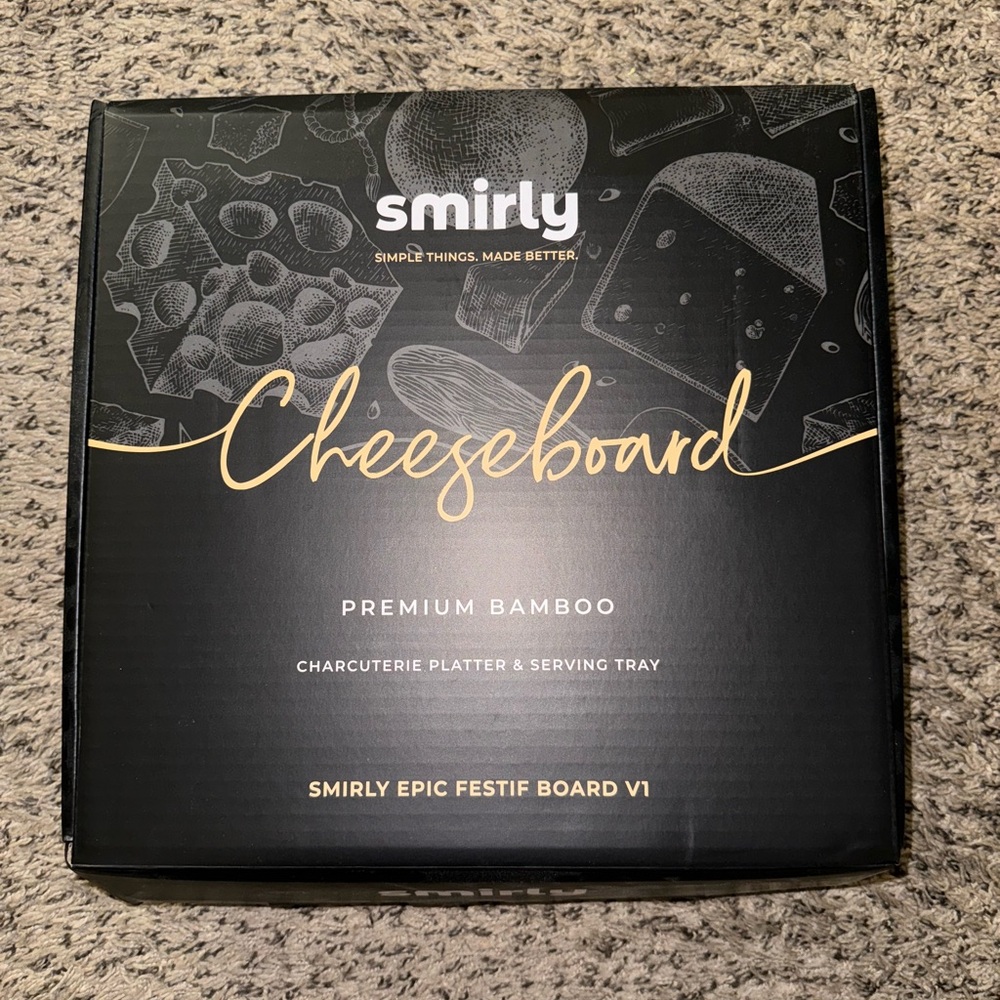 smirly
SIMPLE THINGS. MADE BETTER.
Cheeseboard
PREMIUM BAMBOO
CHARCUTERIE PLATTER & SERVING TRAY
SMIRLY EPIC FESTIF BOARD V1
smirly